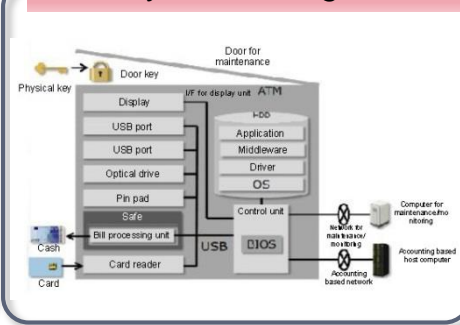 Door for
maintenance
Door key
Physical key
I/F for display unit
ATM
HDD
Display
USB port
USB port
Optical drive
Pin pad
Safe
Bill processing unit
Card reader
Cash
Card
Application
Middleware
Driver
OS
Control unit
BIOS
USB
Network for
maintenance/
monitoring
Computer for
maintenance/mo
nitoring
Accounting
based network
Accounting based
host computer